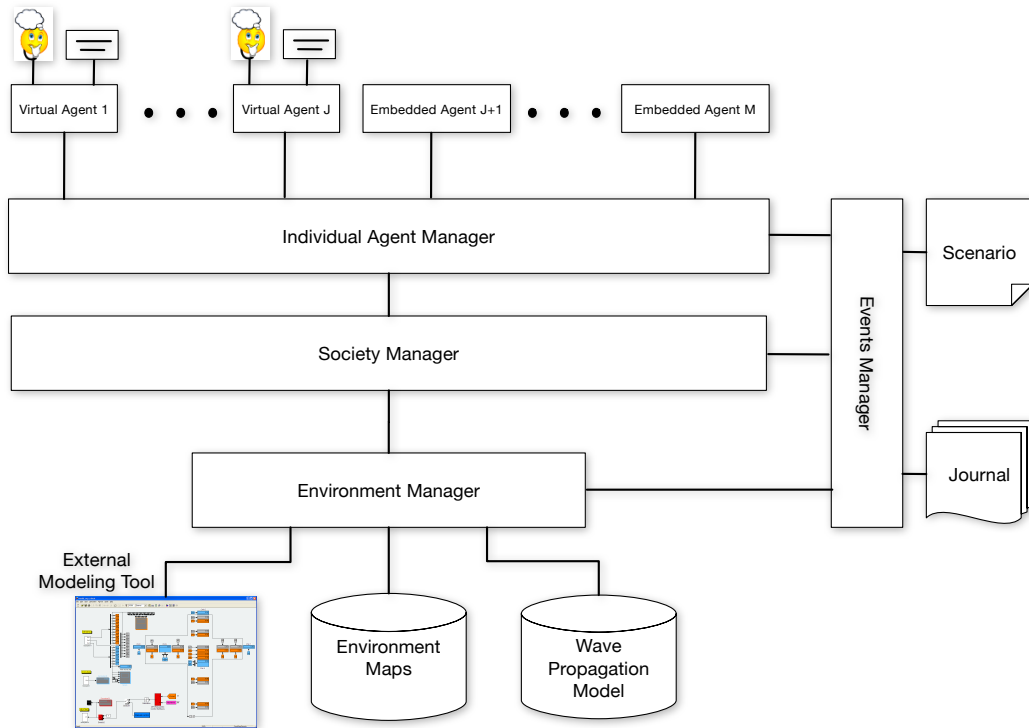 Virtual Agent 1
Virtual Agent J
Embedded Agent J+1
Embedded Agent M
Individual Agent Manager
Scenario
Events Manager
Society Manager
Environment Manager
Journal
External
Modeling Tool
Environment
Maps
Wave
Propagation
Model